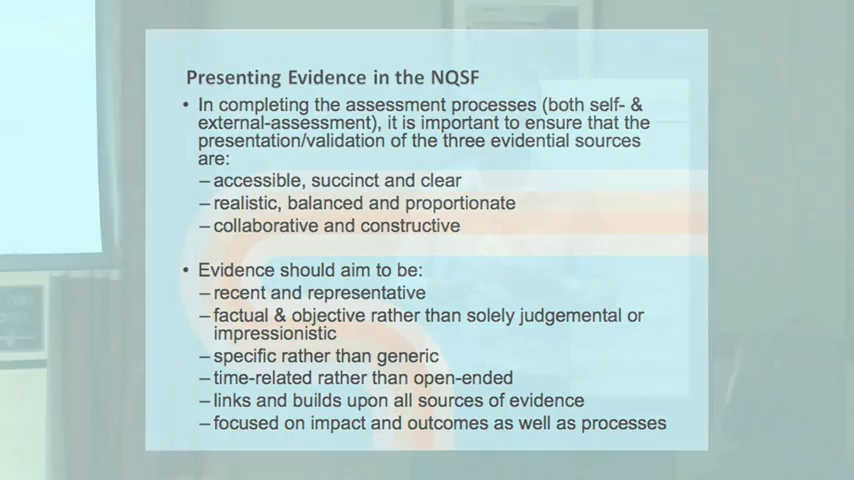 Presenting Evidence in the NQSF
• In completing the assessment processes (both self- &
external-assessment), it is important to ensure that the
presentation/validation of the three evidential sources
are:
–accessible, succinct and clear
–realistic, balanced and proportionate
–collaborative and constructive
• Evidence should aim to be:
–recent and representative
–factual & objective rather than solely judgemental or
impressionistic
–specific rather than generic
–time-related rather than open-ended
–links and builds upon all sources of evidence
–focused on impact and outcomes as well as processes